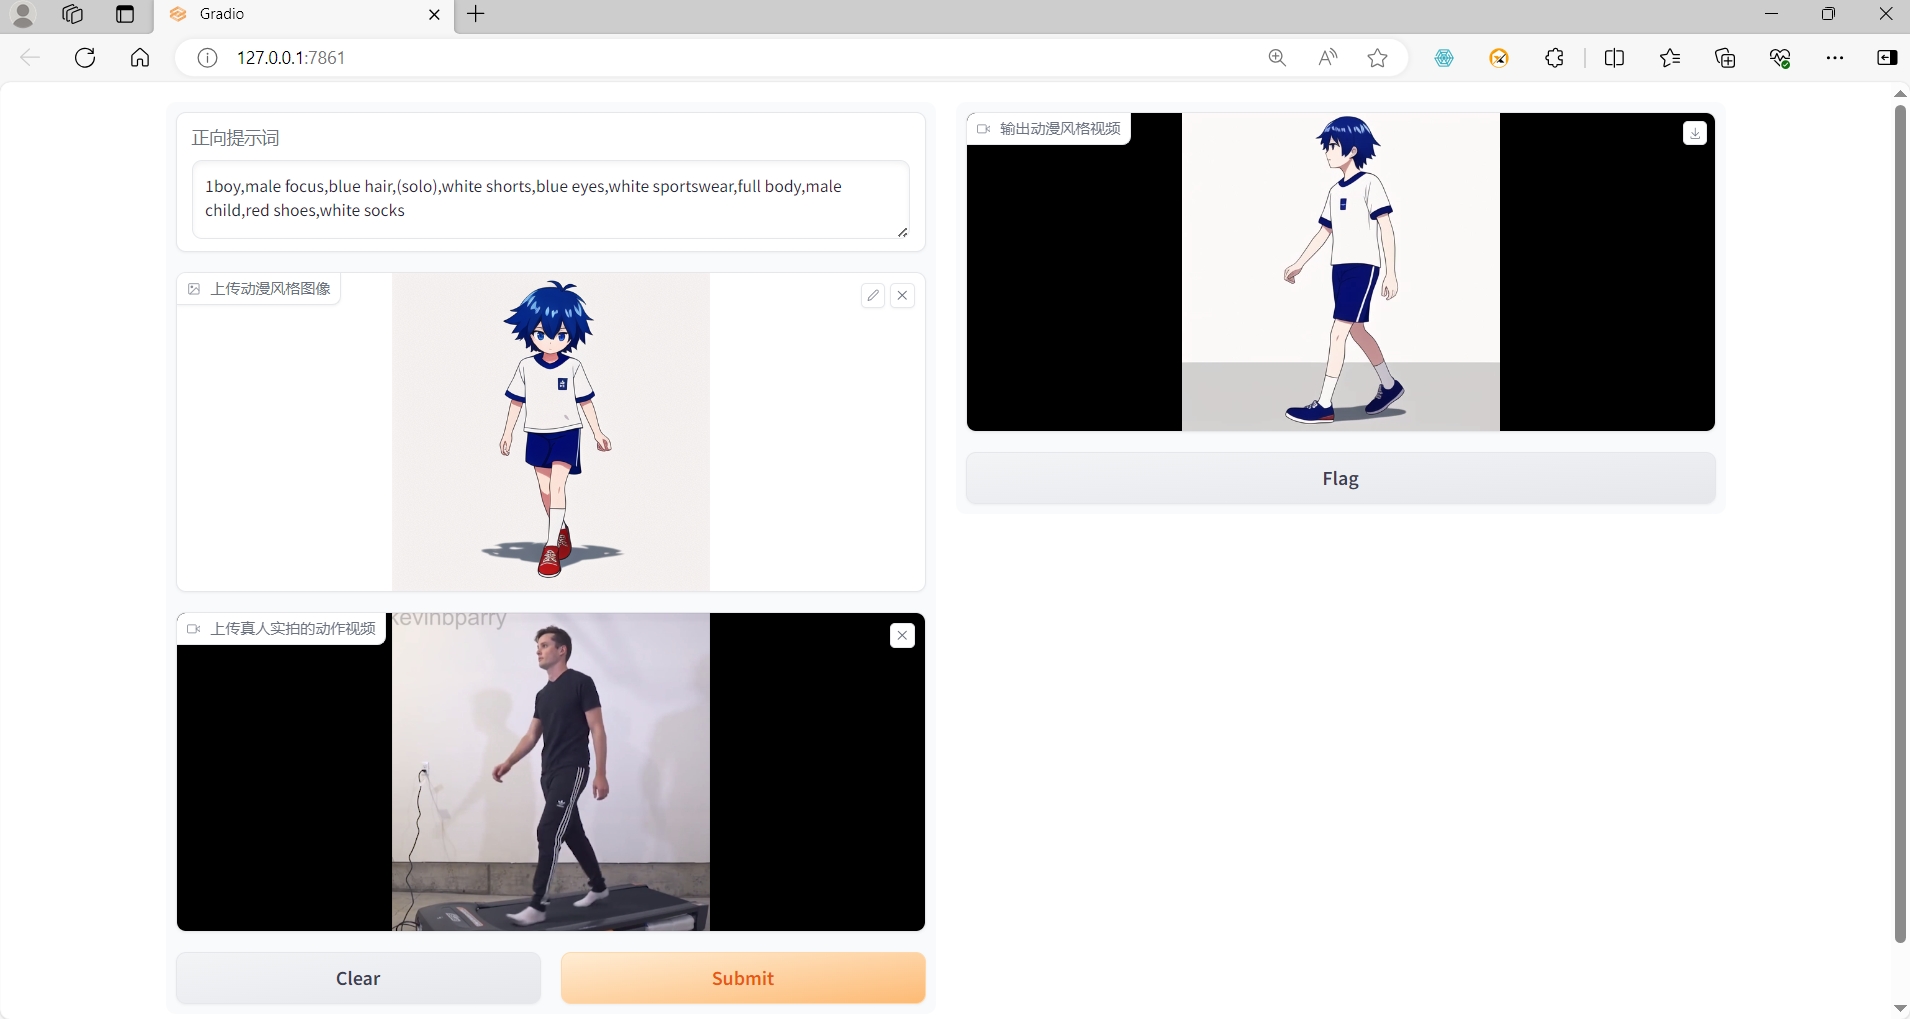 Gradio
127.0.0.1:7861
正向提示词
1boy,male focus,blue hair,(solo),white shorts,blue eyes,white sportswear,full body,male
child,red shoes,white socks
上传动漫风格图像
上传真人实拍的动作视频
kevinbparry
Clear
Submit
输出动漫风格视频
Flag